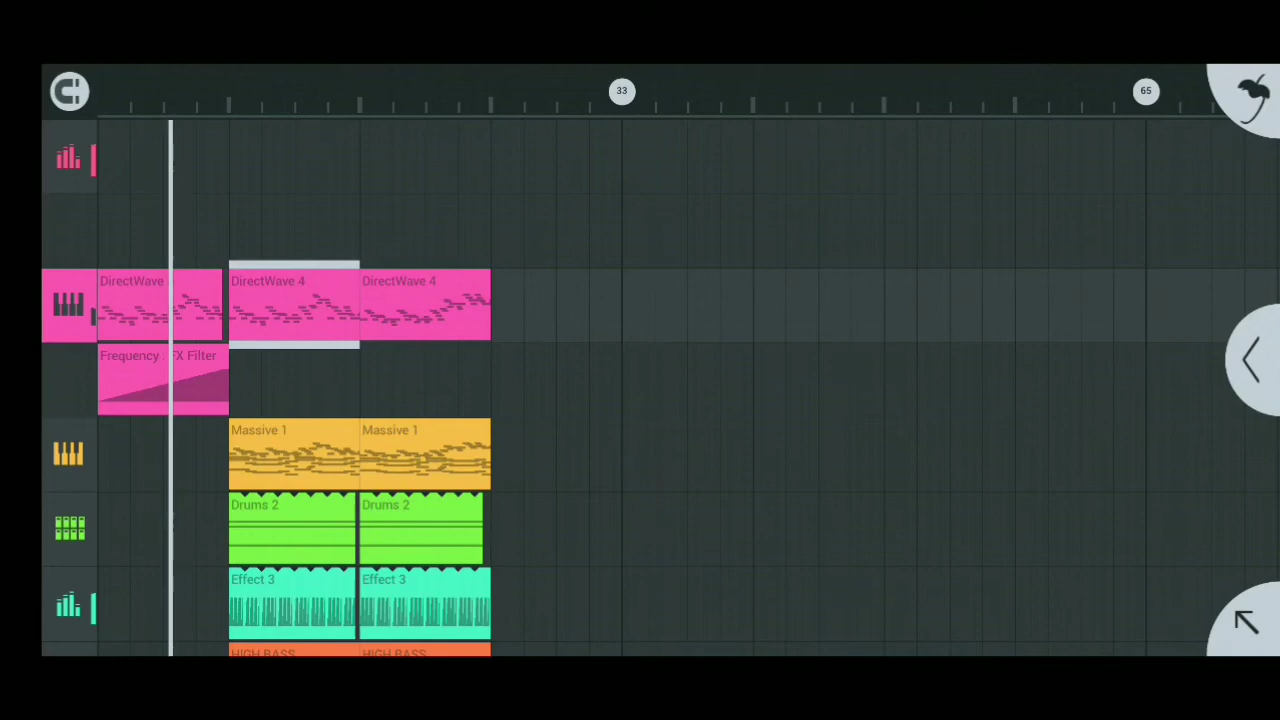 33
65
DirectWave
DirectWave 4
DirectWave 4
Frequency FX Filter
Massive 1
Massive 1
Drums 2
Drums 2
Effect 3
Effect 3
HIGH BASS
HIGH BASS